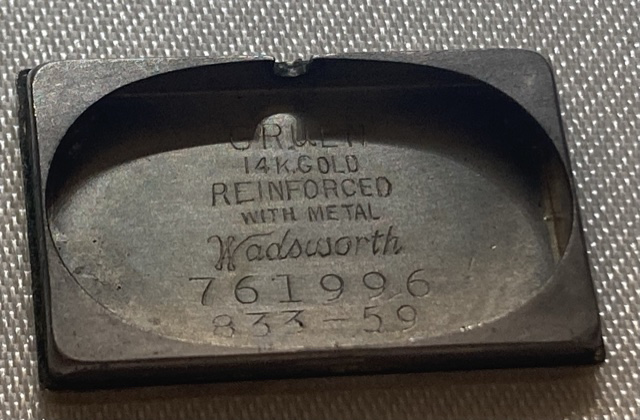 GRUEN
14K.GOLD
REINFORCED
WITH METAL
Wadsworth
761996
833-59